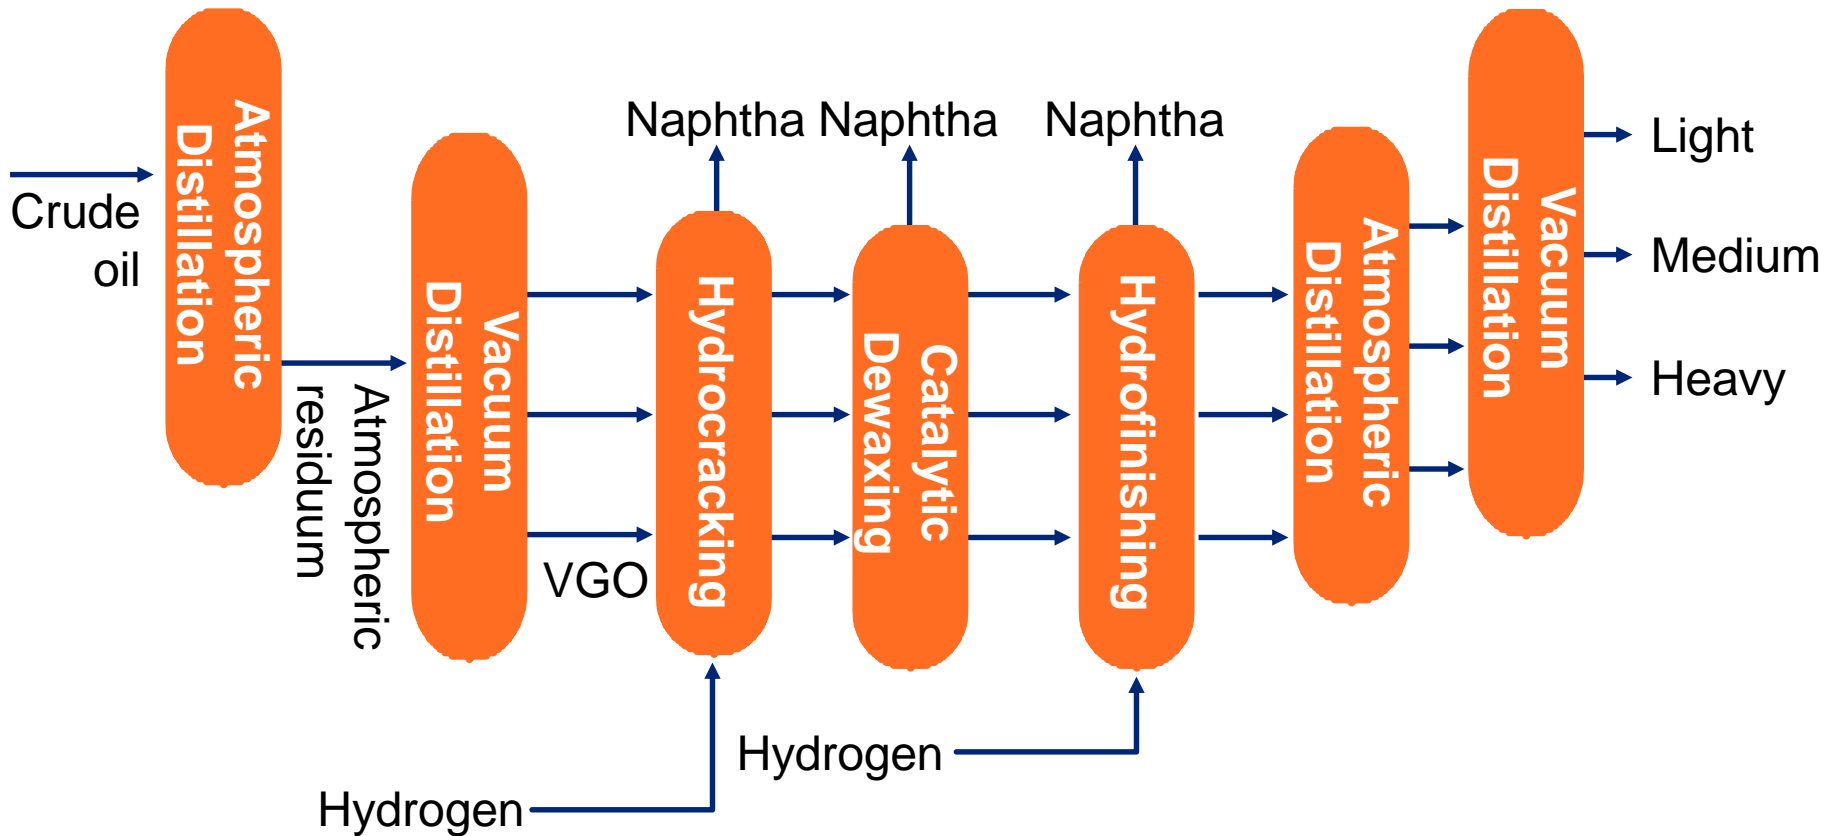 Crude
oil
Atmospheric
Distillation
Atmospheric
residuum
Vacuum
Distillation
VGO
Naphtha
Hydrocracking
Hydrogen
Naphtha
Catalytic
Dewaxing
Naphtha
Hydrofinishing
Hydrogen
Atmospheric
Distillation
Vacuum
Distillation
Light
Medium
Heavy